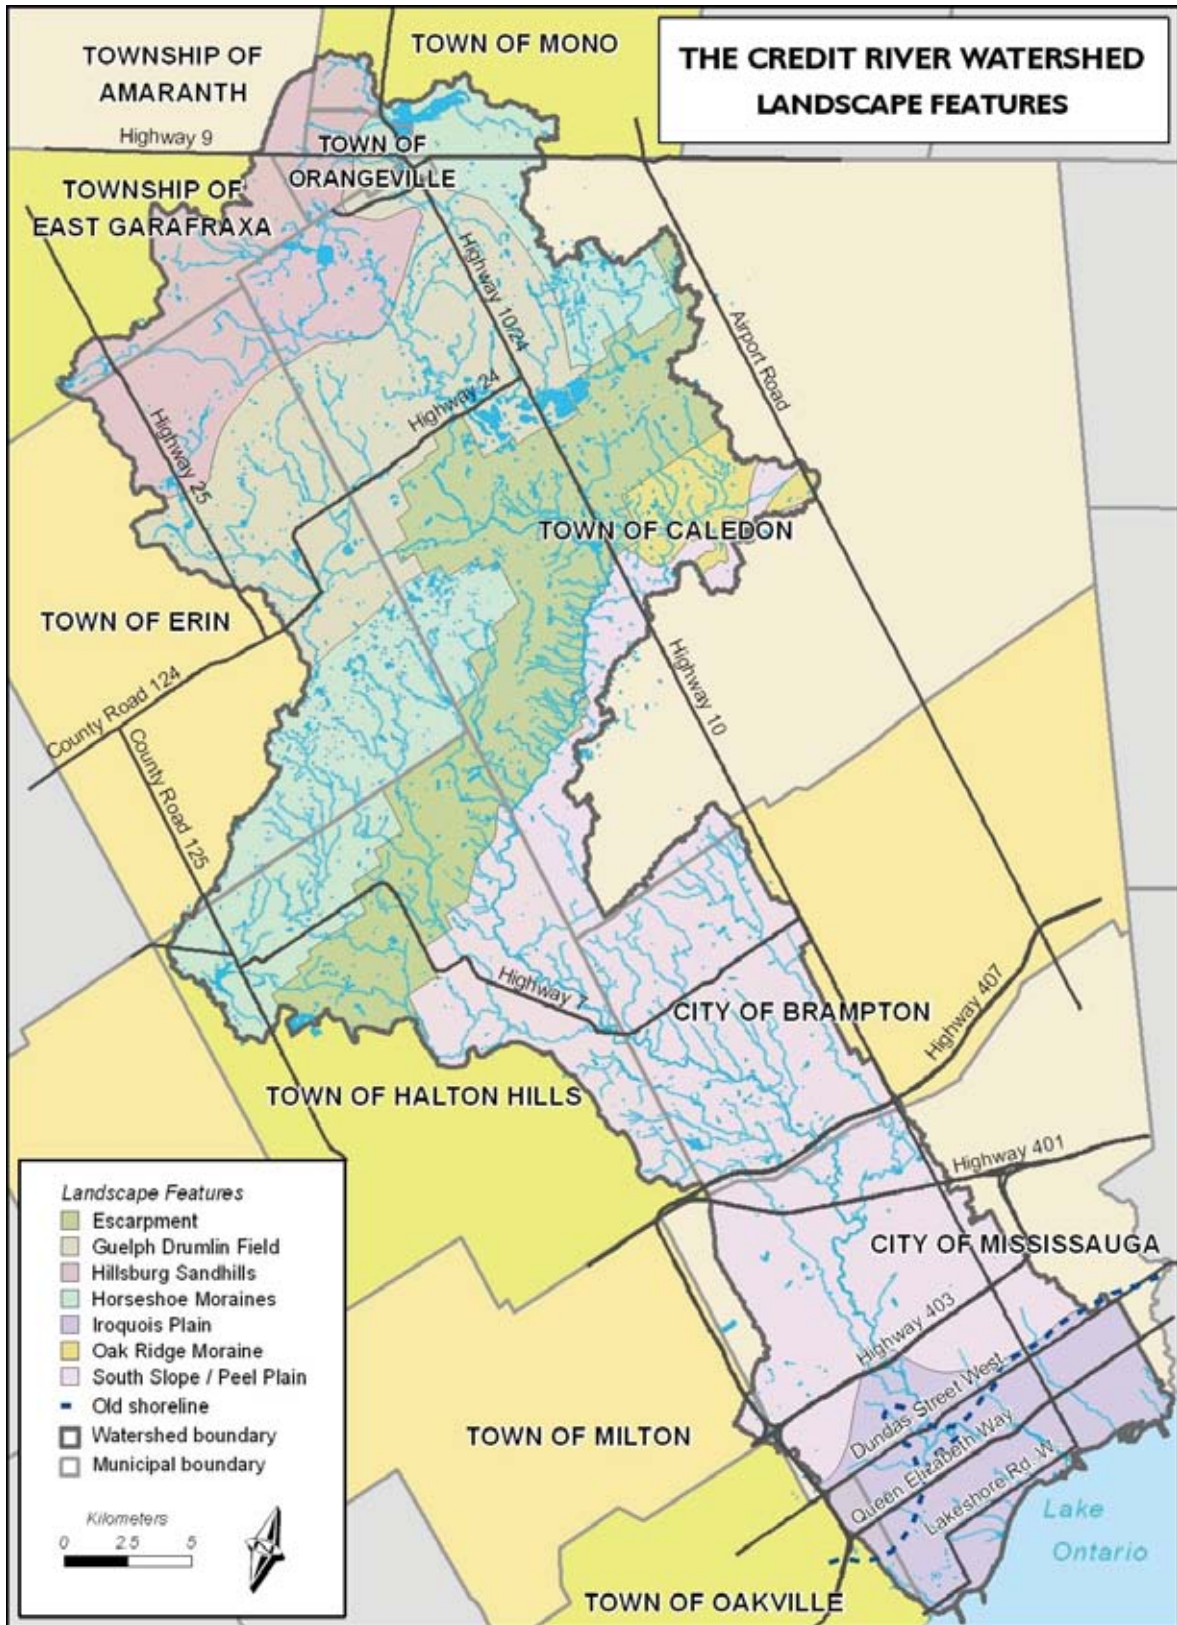 THE CREDIT RIVER WATERSHED
LANDSCAPE FEATURES
TOWNSHIP OF
AMARANTH
TOWN OF MONO
Highway 9
TOWN OF
ORANGEVILLE
TOWNSHIP OF
EAST GARAFRAXA
Highway 10/24
Airport Road
Highway 24
Highway 25
TOWN OF CALEDON
TOWN OF ERIN
County Road 124
Highway 10
County Road 125
Highway 7
CITY OF BRAMPTON
Highway 407
TOWN OF HALTON HILLS
Highway 401
CITY OF MISSISSAUGA
Highway 403
Dundas Street West
Queen Elizabeth Way
Lakeshore Rd. W.
TOWN OF MILTON
Lake
Ontario
TOWN OF OAKVILLE
Landscape Features
Escarpment
Guelph Drumlin Field
Hillsburg Sandhills
Horseshoe Moraines
Iroquois Plain
Oak Ridge Moraine
South Slope / Peel Plain
Old shoreline
Watershed boundary
Municipal boundary
Kilometers
0 2.5 5